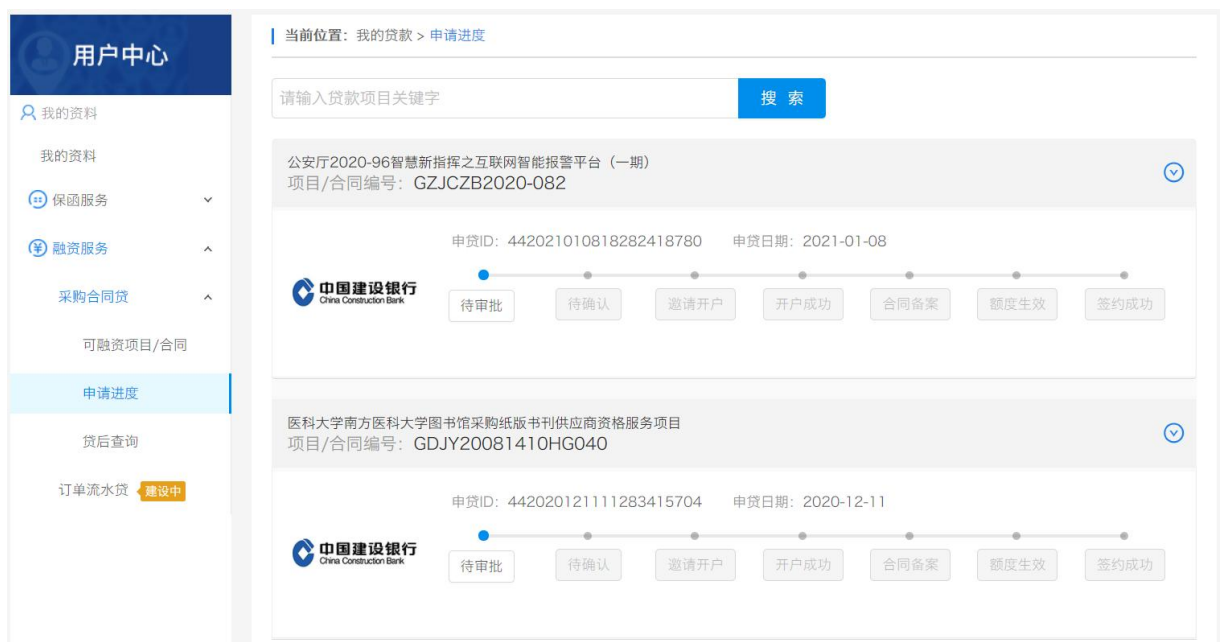 用户中心
我的资料
我的资料
保函服务
融资服务
采购合同贷
可融资项目/合同
申请进度
贷后查询
订单流水贷 建设中
当前位置：我的贷款 > 申请进度
请输入贷款项目关键字
搜 索
公安厅2020-96智慧新指挥之互联网智能报警平台（一期）
项目/合同编号：GZJCZB2020-082
申贷ID：442021010818282418780 申贷日期：2021-01-08
中国建设银行
China Construction Bank
待审批 待确认 邀请开户 开户成功 合同备案 额度生效 签约成功
医科大学南方医科大学图书馆采购纸版书刊供应商资格服务项目
项目/合同编号：GDJY20081410HG040
申贷ID：442020121111283415704 申贷日期：2020-12-11
中国建设银行
China Construction Bank
待审批 待确认 邀请开户 开户成功 合同备案 额度生效 签约成功